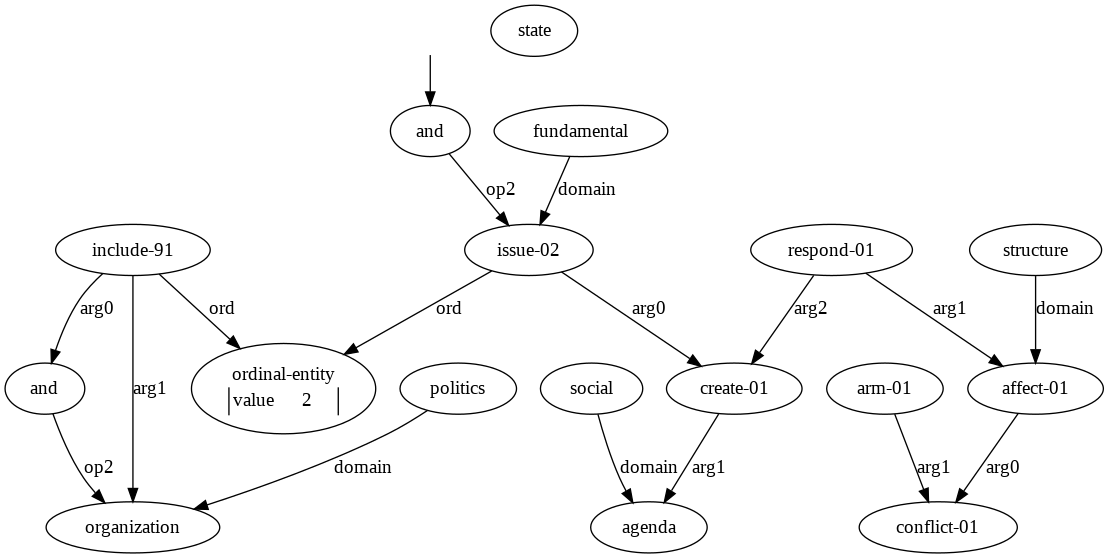 state
and
fundamental
op2
domain
include-91
issue-02
respond-01
structure
arg0
ord
ord
arg0
arg2
arg1
domain
and
arg1
ordinal-entity
value 2
politics
social
create-01
arm-01
affect-01
op2
domain
domain
arg1
arg1
arg0
organization
agenda
conflict-01